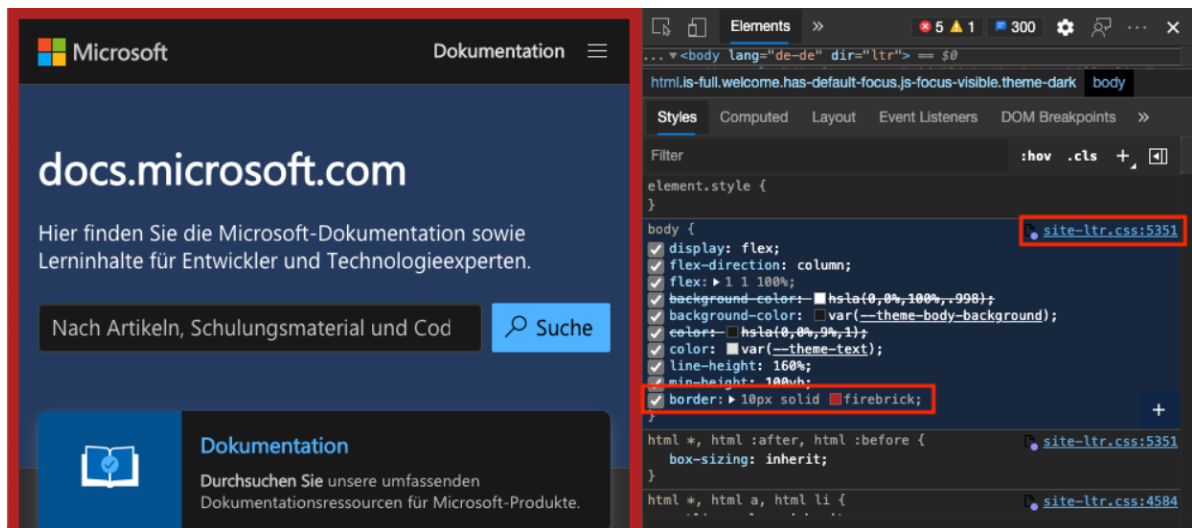 Microsoft
Dokumentation
docs.microsoft.com
Hier finden Sie die Microsoft-Dokumentation sowie
Lerninhalte für Entwickler und Technologieexperten.
Nach Artikeln, Schulungsmaterial und Cod
Suche
Dokumentation
Durchsuchen Sie unsere umfassenden
Dokumentationsressourcen für Microsoft-Produkte.
Elements » 5 1 300
... ▾<body lang="de-de" dir="ltr"> == $0
html.is-full.welcome.has-default-focus.js-focus-visible.theme-dark body
Styles Computed Layout Event Listeners DOM Breakpoints »
Filter :hov .cls +
element.style {
}
body { site-ltr.css:5351
display: flex;
flex-direction: column;
flex: ▸ 1 1 100%;
background-color: hsla(0,0%,100%,.998);
background-color: var(--theme-body-background);
color: hsla(0,0%,9%,1);
color: var(--theme-text);
line-height: 160%;
min-height: 100vh;
border: ▸ 10px solid firebrick;
}
html *, html :after, html :before { site-ltr.css:5351
box-sizing: inherit;
}
html *, html a, html li { site-ltr.css:4584